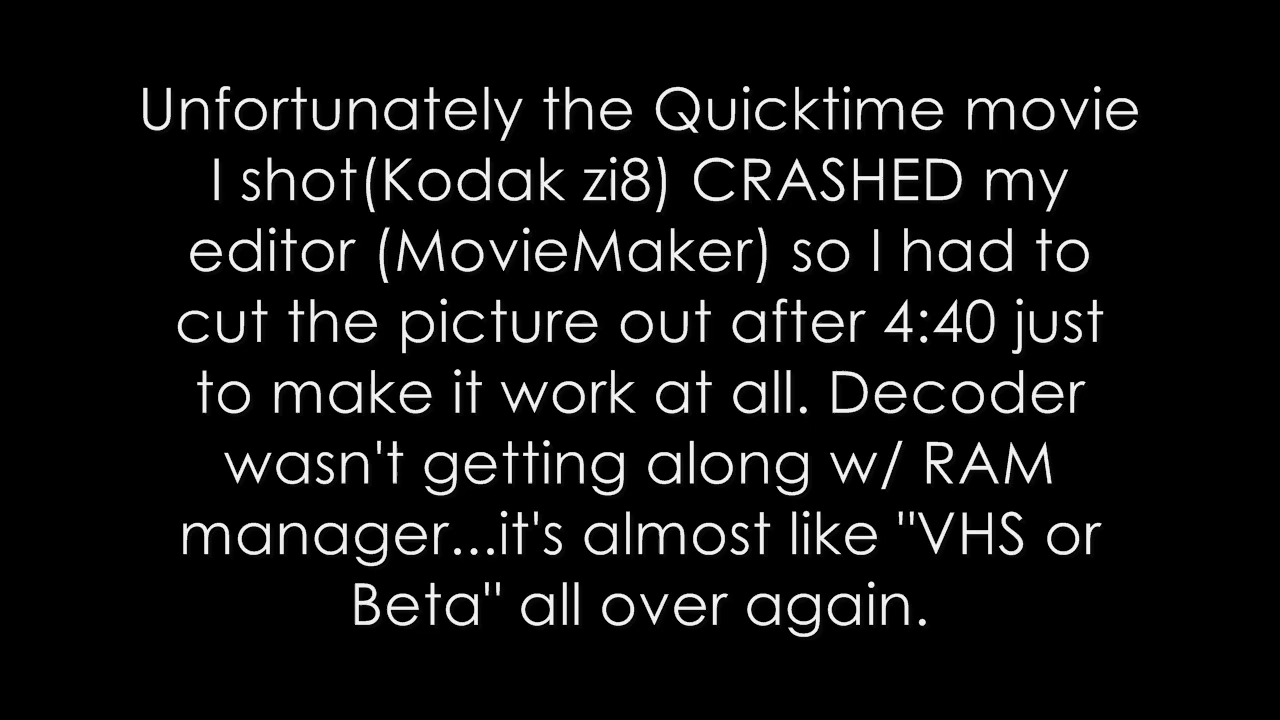 Unfortunately the Quicktime movie
I shot(Kodak zi8) CRASHED my
editor (MovieMaker) so I had to
cut the picture out after 4:40 just
to make it work at all. Decoder
wasn't getting along w/ RAM
manager...it's almost like "VHS or
Beta" all over again.